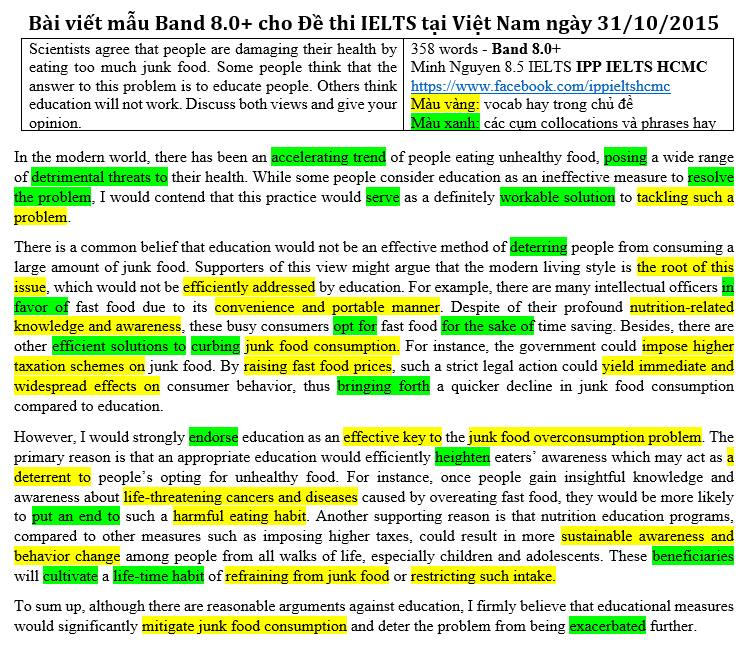 Bài viết mẫu Band 8.0+ cho Đề thi IELTS tại Việt Nam ngày 31/10/2015
Scientists agree that people are damaging their health by
eating too much junk food. Some people think that the
answer to this problem is to educate people. Others think
education will not work. Discuss both views and give your
opinion.
358 words - Band 8.0+
Minh Nguyen 8.5 IELTS IPP IELTS HCMC
https://www.facebook.com/ippieltshcmc
Màu vàng: vocab hay trong chủ đề
Màu xanh: các cụm collocations và phrases hay
In the modern world, there has been an accelerating trend of people eating unhealthy food, posing a wide range
of detrimental threats to their health. While some people consider education as an ineffective measure to resolve
the problem, I would contend that this practice would serve as a definitely workable solution to tackling such a
problem.
There is a common belief that education would not be an effective method of deterring people from consuming a
large amount of junk food. Supporters of this view might argue that the modern living style is the root of this
issue, which would not be efficiently addressed by education. For example, there are many intellectual officers in
favor of fast food due to its convenience and portable manner. Despite of their profound nutrition-related
knowledge and awareness, these busy consumers opt for fast food for the sake of time saving. Besides, there are
other efficient solutions to curbing junk food consumption. For instance, the government could impose higher
taxation schemes on junk food. By raising fast food prices, such a strict legal action could yield immediate and
widespread effects on consumer behavior, thus bringing forth a quicker decline in junk food consumption
compared to education.
However, I would strongly endorse education as an effective key to the junk food overconsumption problem. The
primary reason is that an appropriate education would efficiently heighten eaters' awareness which may act as a
deterrent to people's opting for unhealthy food. For instance, once people gain insightful knowledge and
awareness about life-threatening cancers and diseases caused by overeating fast food, they would be more likely
to put an end to such a harmful eating habit. Another supporting reason is that nutrition education programs,
compared to other measures such as imposing higher taxes, could result in more sustainable awareness and
behavior change among people from all walks of life, especially children and adolescents. These beneficiaries
will cultivate a life-time habit of refraining from junk food or restricting such intake.
To sum up, although there are reasonable arguments against education, I firmly believe that educational measures
would significantly mitigate junk food consumption and deter the problem from being exacerbated further.